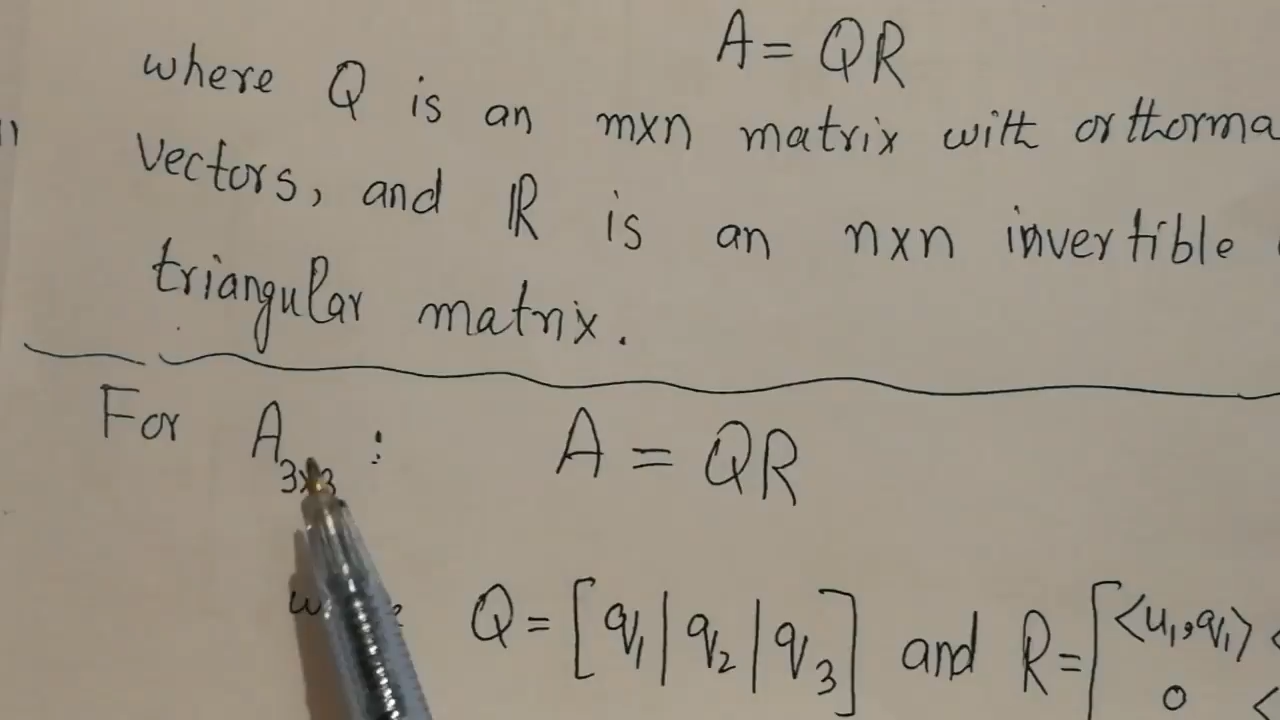 A = QR
where Q is an mxn matrix with orthorma
vectors, and R is an nxn invertible
triangular matrix.
For A₃ₓ₃ : A = QR
Q = [q₁ | q₂ | q₃] and R = [<u₁,q₁> <
0 <